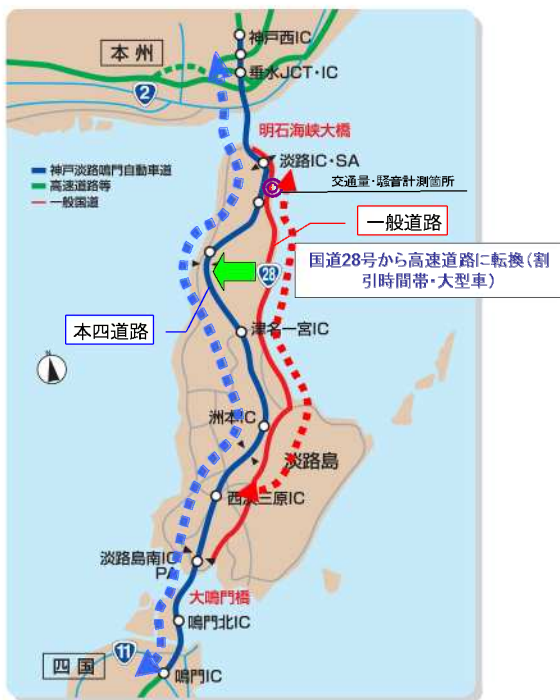 神戸西IC
本州
垂水JCT・IC
2
明石海峡大橋
淡路IC・SA
神戸淡路鳴門自動車道
高速道路等
一般国道
交通量・騒音計測箇所
一般道路
国道28号から高速道路に転換(割
引時間帯・大型車)
28
本四道路
津名一宮IC
洲本IC
淡路島
西淡三原IC
淡路島南IC
PA
大鳴門橋
鳴門北IC
11
四国
鳴門IC